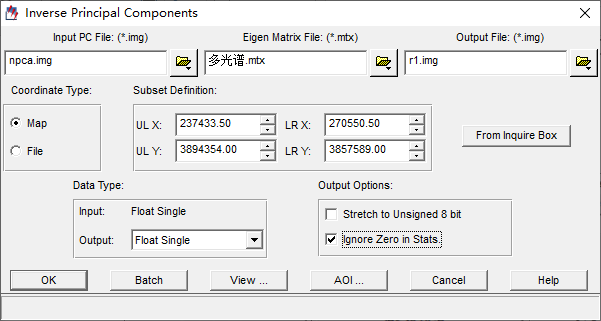 Inverse Principal Components
Input PC File: (*.img) Eigen Matrix File: (*.mtx) Output File: (*.img)
npca.img 多光谱.mtx r1.img
Coordinate Type: Subset Definition:
Map UL X: 237433.50 LR X: 270550.50
File UL Y: 3894354.00 LR Y: 3857589.00
From Inquire Box
Data Type: Output Options:
Input: Float Single Stretch to Unsigned 8 bit
Output: Float Single Ignore Zero in Stats.
OK Batch View ... AOI ... Cancel Help